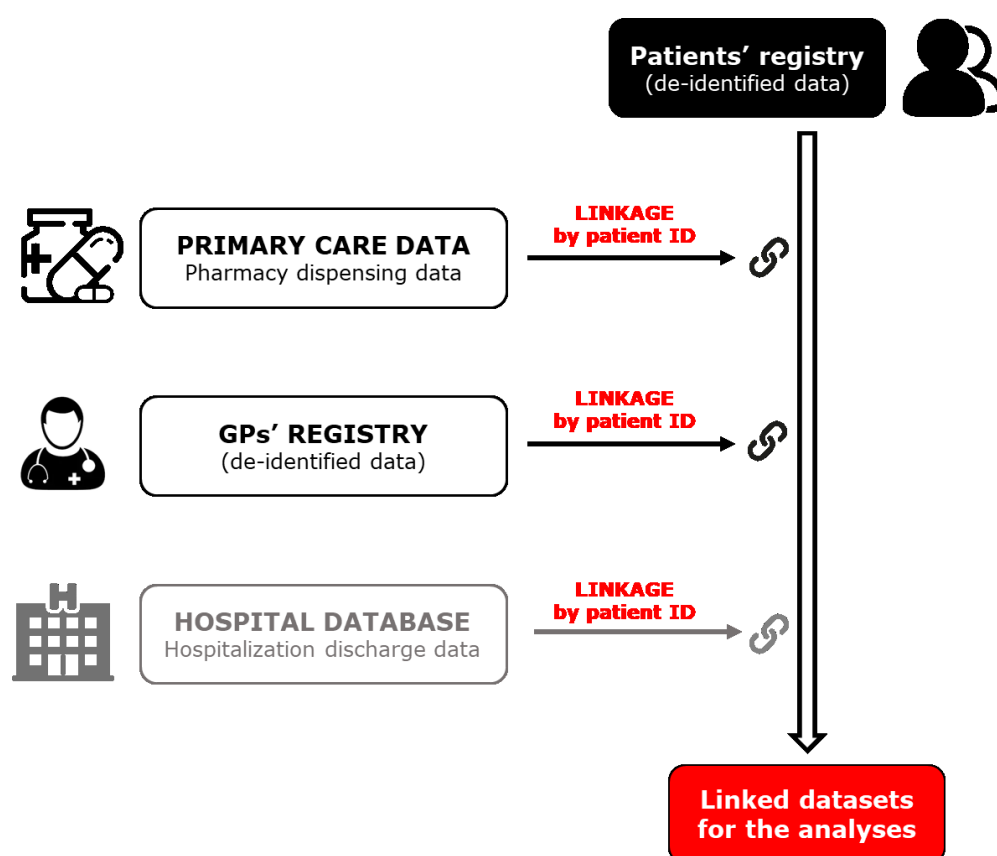 Patients’ registry
(de-identified data)
LINKAGE
by patient ID
PRIMARY CARE DATA
Pharmacy dispensing data
LINKAGE
by patient ID
GPs’ REGISTRY
(de-identified data)
LINKAGE
by patient ID
H
HOSPITAL DATABASE
Hospitalization discharge data
Linked datasets
for the analyses